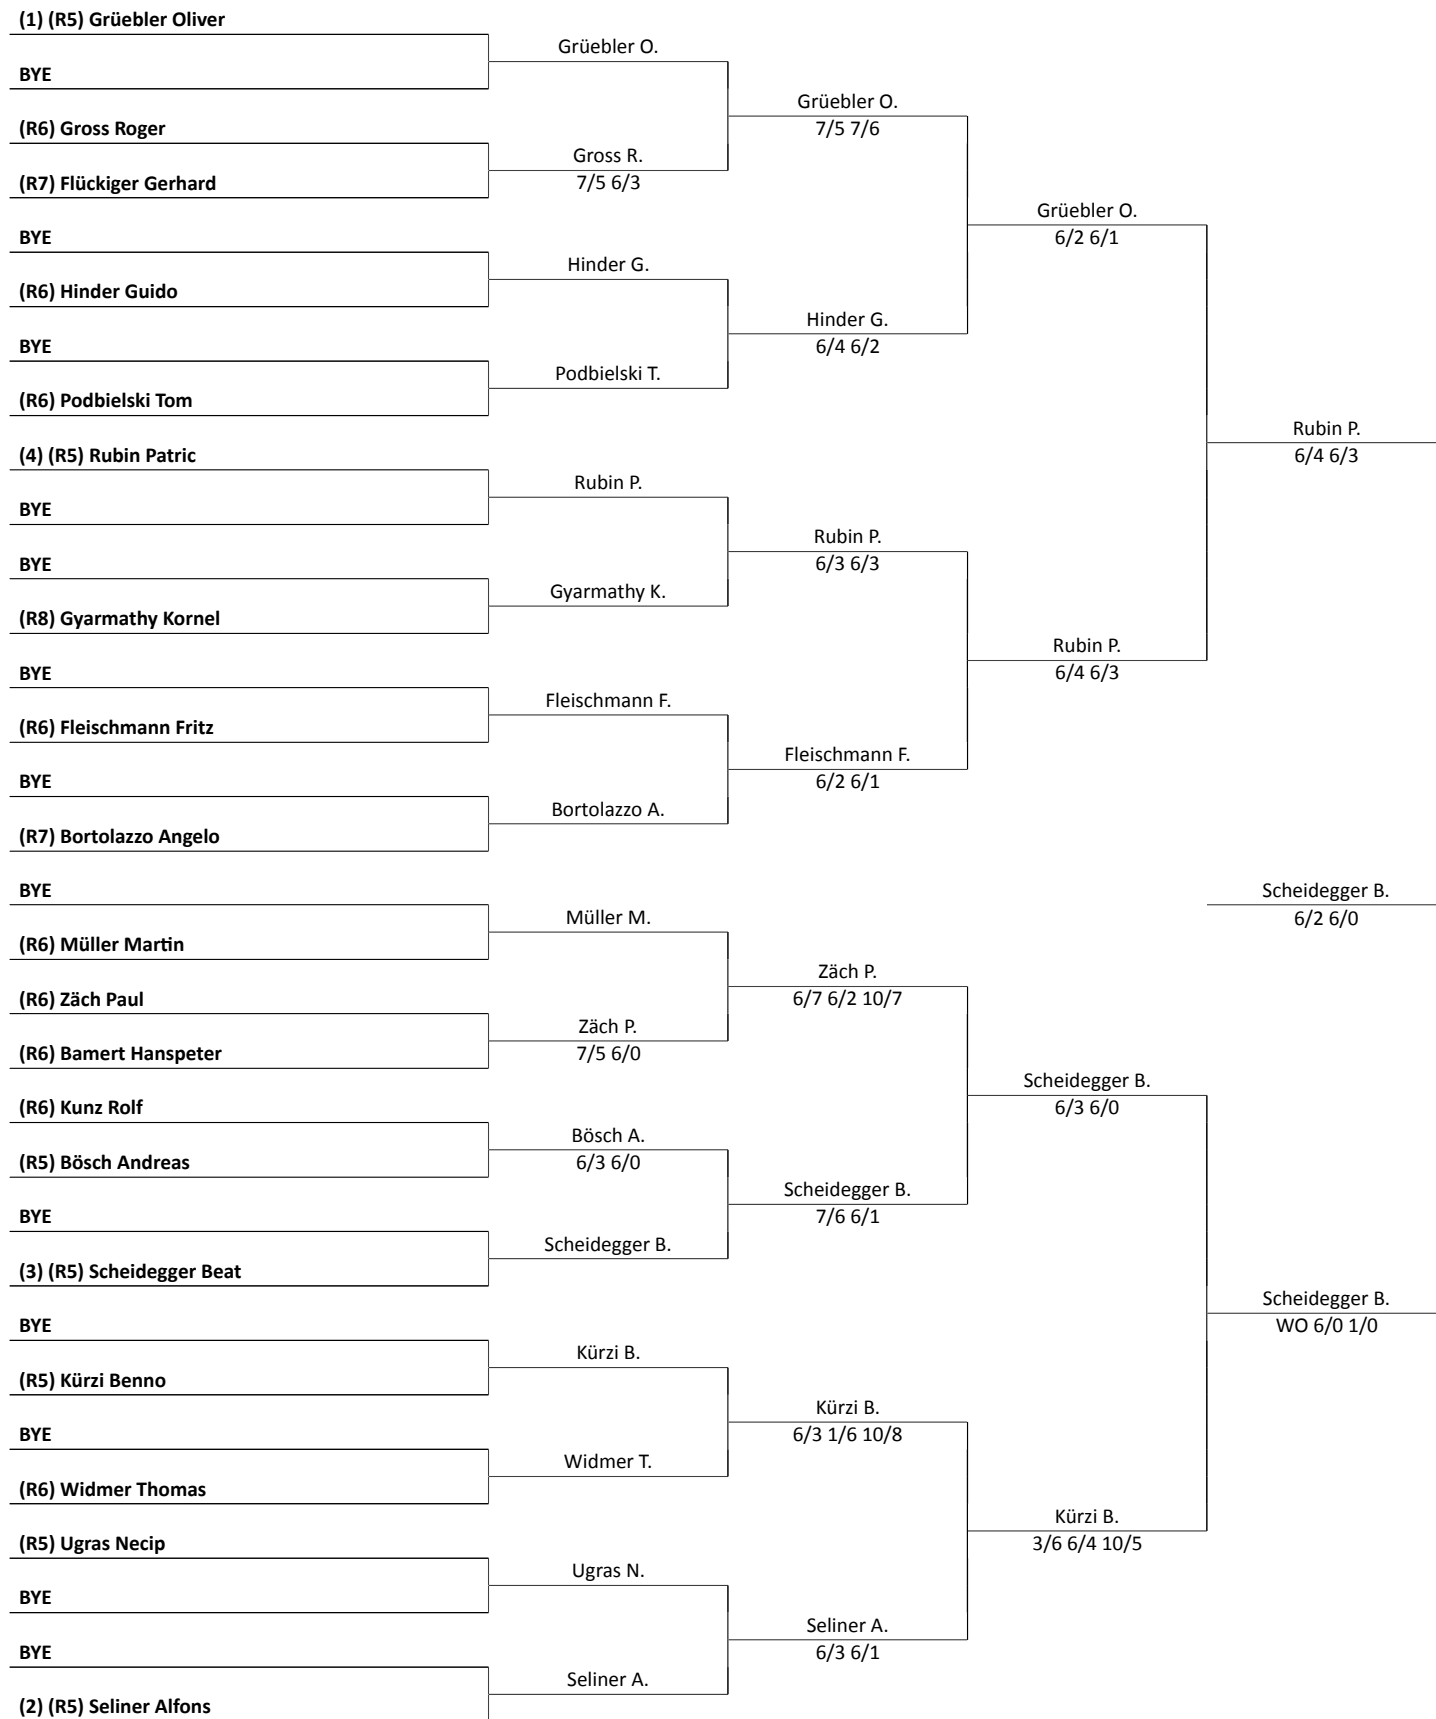 (1) (R5) Grüebler Oliver
BYE
(R6) Gross Roger
(R7) Flückiger Gerhard
BYE
(R6) Hinder Guido
BYE
(R6) Podbielski Tom
(4) (R5) Rubin Patric
BYE
BYE
(R8) Gyarmathy Kornel
BYE
(R6) Fleischmann Fritz
BYE
(R7) Bortolazzo Angelo
BYE
(R6) Müller Martin
(R6) Zäch Paul
(R6) Bamert Hanspeter
(R6) Kunz Rolf
(R5) Bösch Andreas
BYE
(3) (R5) Scheidegger Beat
BYE
(R5) Kürzi Benno
BYE
(R6) Widmer Thomas
(R5) Ugras Necip
BYE
BYE
(2) (R5) Seliner Alfons
Grüebler O.
Gross R.
7/5 6/3
Hinder G.
Podbielski T.
Rubin P.
Gyarmathy K.
Fleischmann F.
Bortolazzo A.
Müller M.
Zäch P.
7/5 6/0
Bösch A.
6/3 6/0
Scheidegger B.
Kürzi B.
Widmer T.
Ugras N.
Seliner A.
Grüebler O.
7/5 7/6
Hinder G.
6/4 6/2
Rubin P.
6/3 6/3
Fleischmann F.
6/2 6/1
Zäch P.
6/7 6/2 10/7
Scheidegger B.
7/6 6/1
Kürzi B.
6/3 1/6 10/8
Seliner A.
6/3 6/1
Grüebler O.
6/2 6/1
Rubin P.
6/4 6/3
Scheidegger B.
6/3 6/0
Kürzi B.
3/6 6/4 10/5
Rubin P.
6/4 6/3
Scheidegger B.
6/2 6/0
Scheidegger B.
WO 6/0 1/0